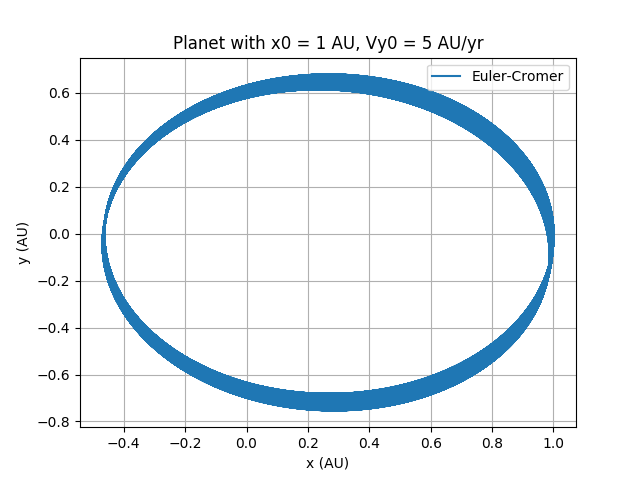 Planet with x0 = 1 AU, Vy0 = 5 AU/yr
Euler-Cromer
0.6
0.4
0.2
0.0
−0.2
−0.4
−0.6
−0.8
y (AU)
−0.4 −0.2 0.0 0.2 0.4 0.6 0.8 1.0
x (AU)